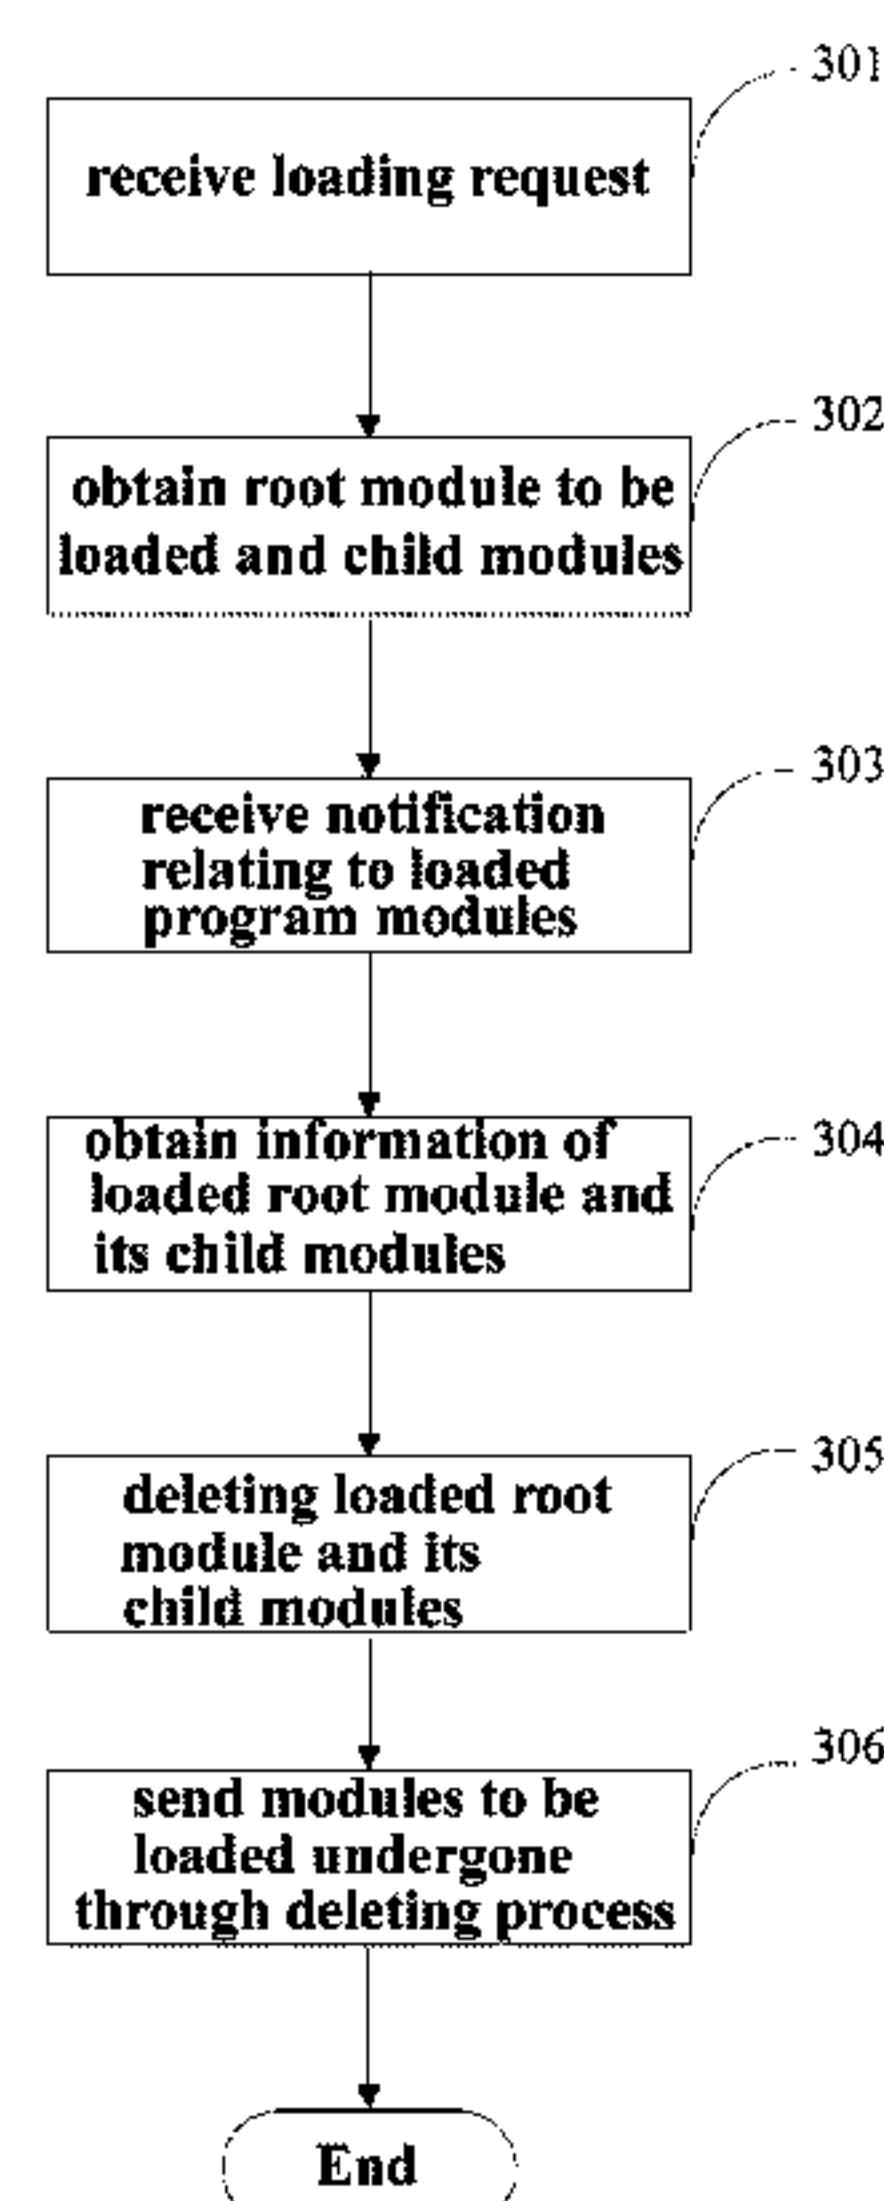 301
receive loading request
302
obtain root module to be
loaded and child modules
303
receive notification
relating to loaded
program modules
304
obtain information of
loaded root module and
its child modules
305
deleting loaded root
module and its
child modules
306
send modules to be
loaded undergone
through deleting process
End